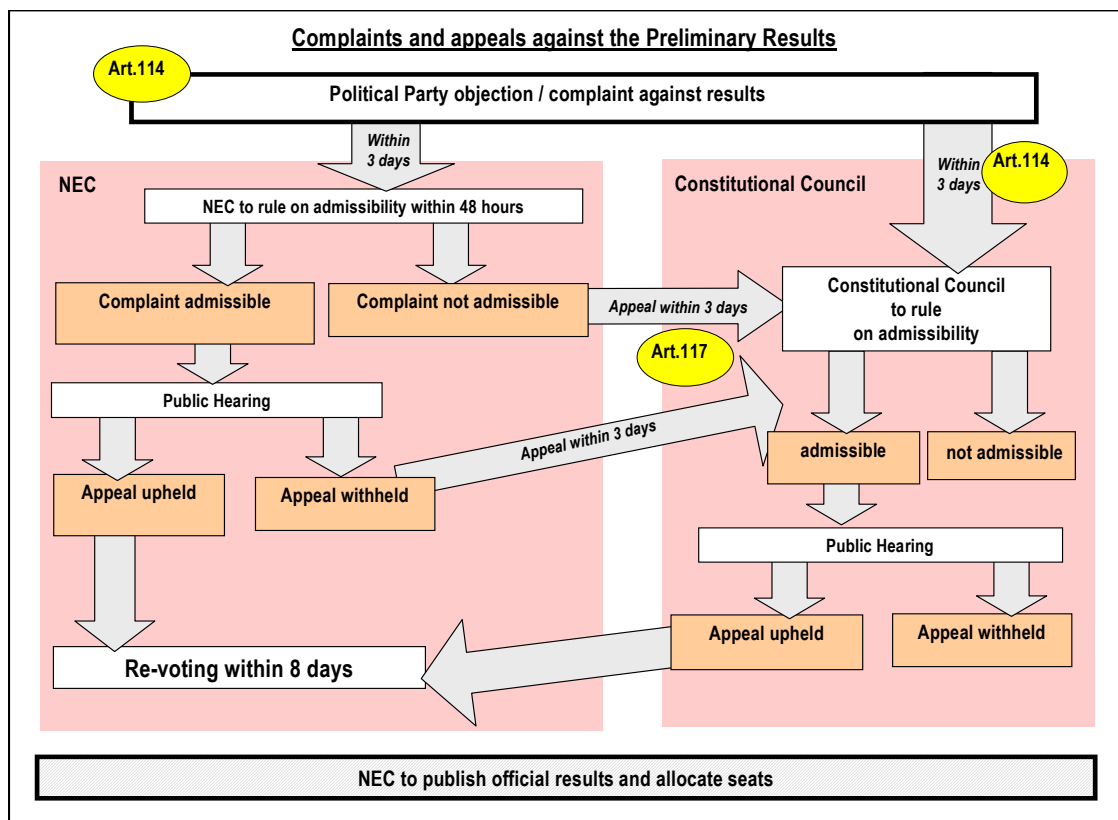 Complaints and appeals against the Preliminary Results
Art.114
Political Party objection / complaint against results
Within
3 days
Within
3 days
Art.114
NEC
Constitutional Council
NEC to rule on admissibility within 48 hours
Complaint admissible
Complaint not admissible
Appeal within 3 days
Constitutional Council
to rule
on admissibility
Art.117
Public Hearing
Appeal within 3 days
admissible
not admissible
Appeal upheld
Appeal withheld
Public Hearing
Appeal upheld
Appeal withheld
Re-voting within 8 days
NEC to publish official results and allocate seats